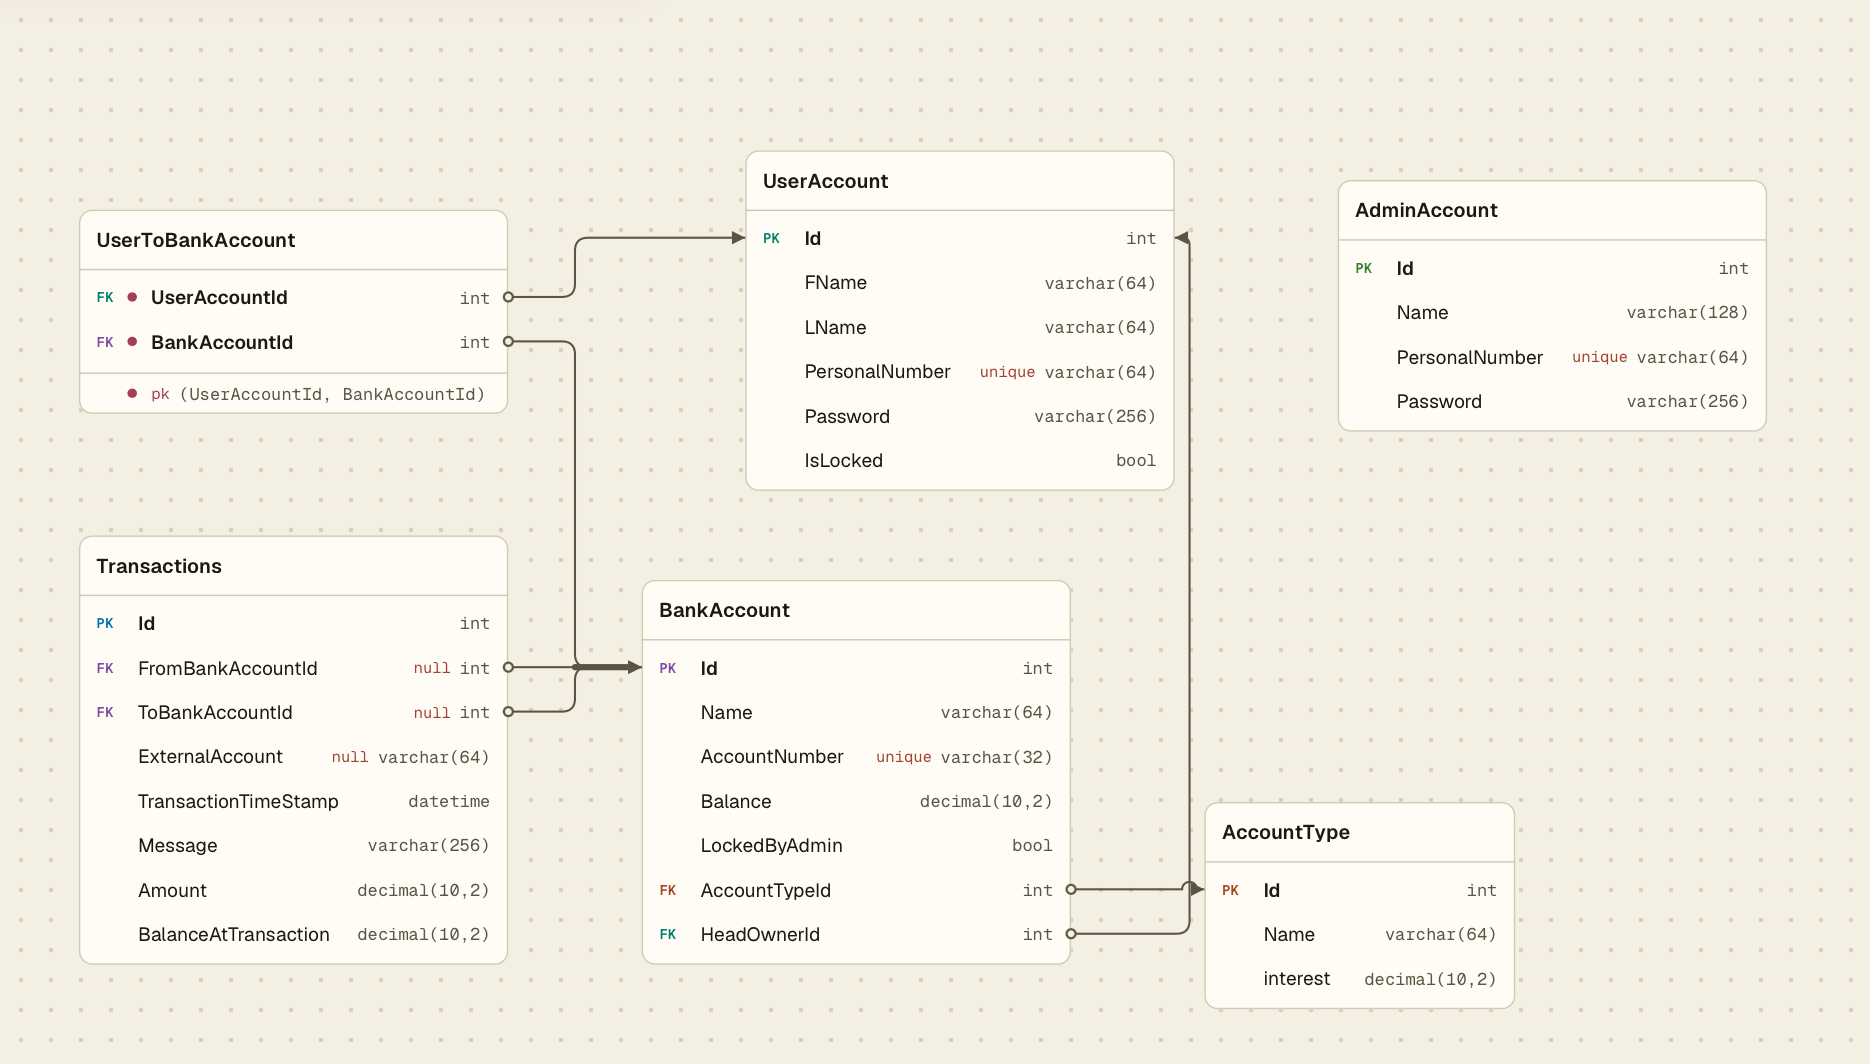 UserToBankAccount
FK UserAccountId int
FK BankAccountId int
pk (UserAccountId, BankAccountId)
UserAccount
PK Id int
FName varchar(64)
LName varchar(64)
PersonalNumber unique varchar(64)
Password varchar(256)
IsLocked bool
AdminAccount
PK Id int
Name varchar(128)
PersonalNumber unique varchar(64)
Password varchar(256)
Transactions
PK Id int
FK FromBankAccountId null int
FK ToBankAccountId null int
ExternalAccount null varchar(64)
TransactionTimeStamp datetime
Message varchar(256)
Amount decimal(10,2)
BalanceAtTransaction decimal(10,2)
BankAccount
PK Id int
Name varchar(64)
AccountNumber unique varchar(32)
Balance decimal(10,2)
LockedByAdmin bool
FK AccountTypeId int
FK HeadOwnerId int
AccountType
PK Id int
Name varchar(64)
interest decimal(10,2)